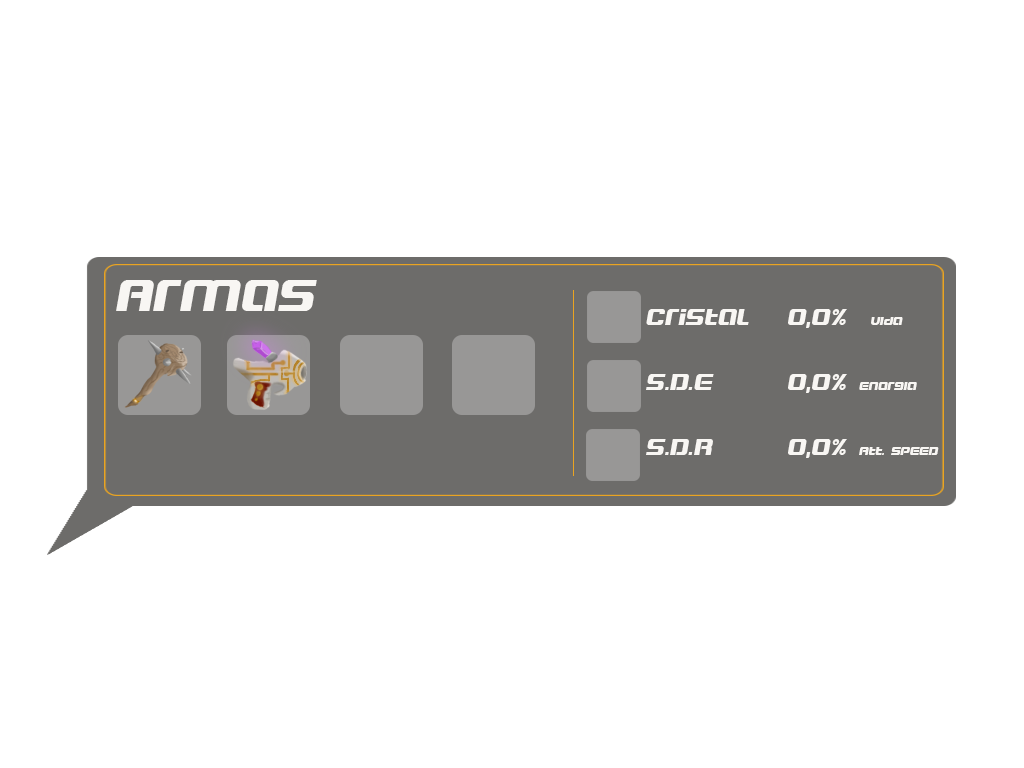 Armas
Cristal 0,0% Vida
S.D.E 0,0% Energia
S.D.R 0,0% Att. SPEED